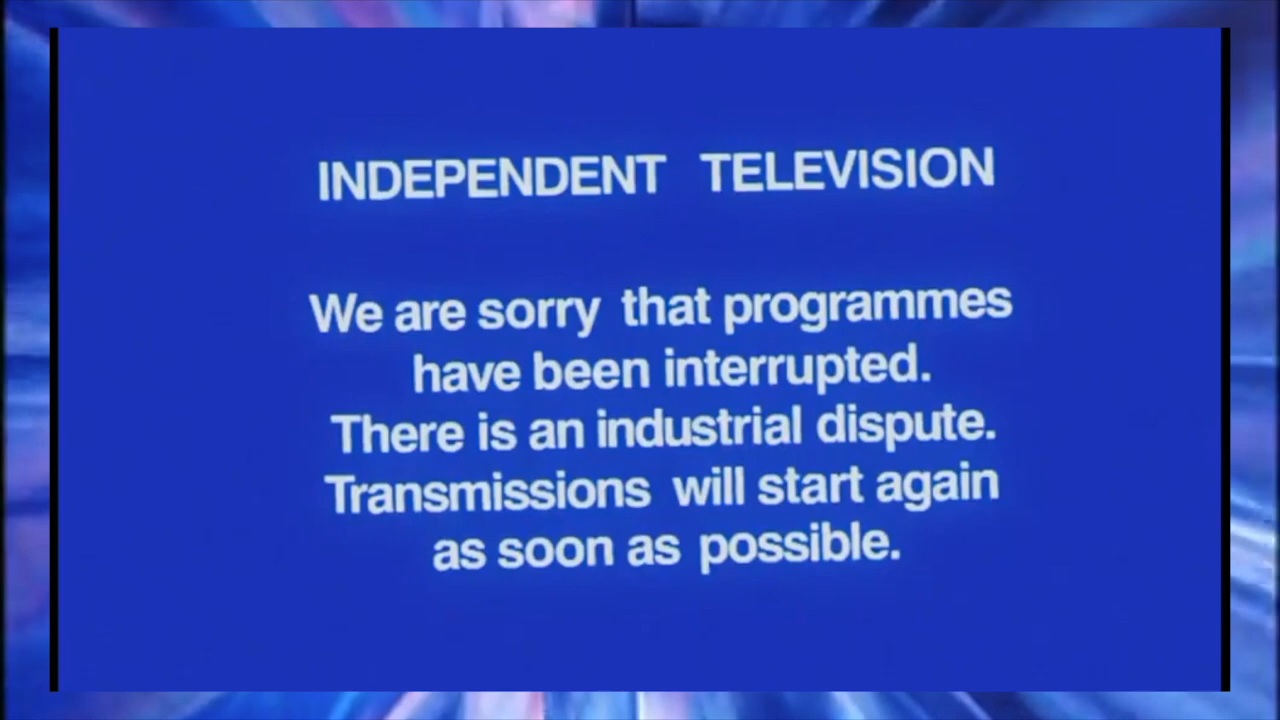 INDEPENDENT TELEVISION
We are sorry that programmes
have been interrupted.
There is an industrial dispute.
Transmissions will start again
as soon as possible.